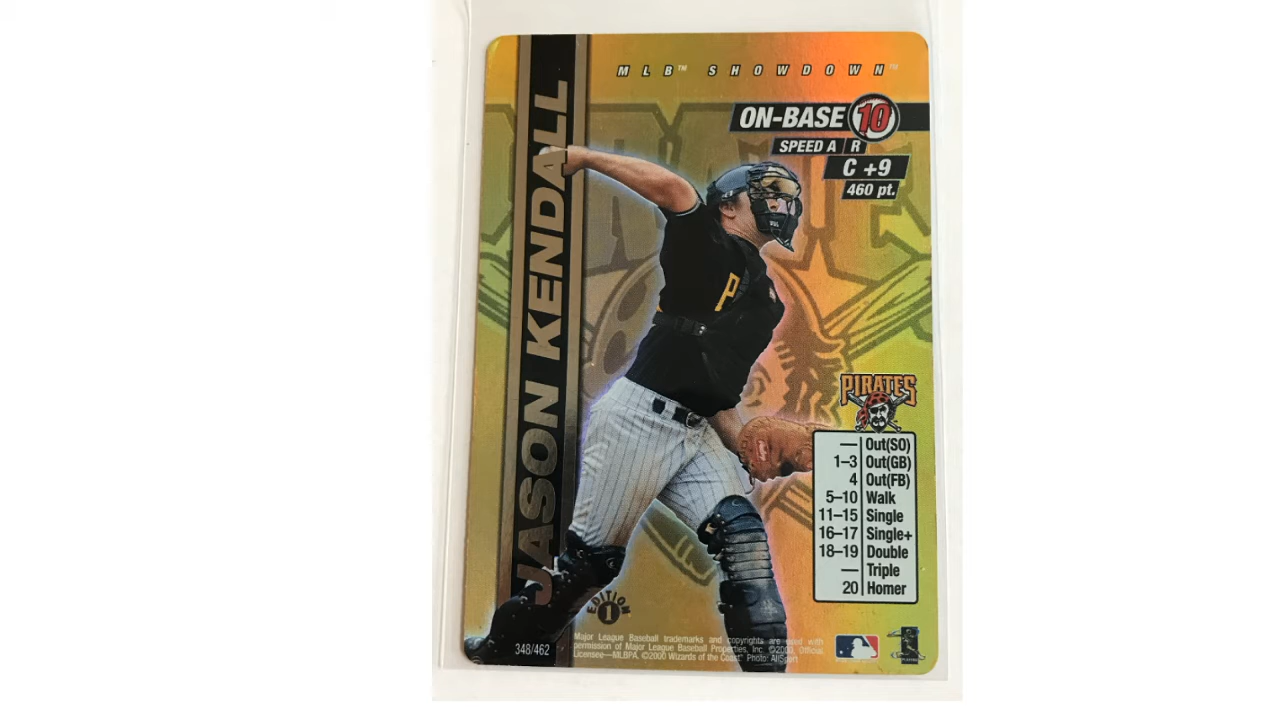 MLB™ SHOWDOWN™
JASON KENDALL
ON-BASE 10
SPEED A R
C +9
460 pt.
P
PIRATES
— Out(SO)
1–3 Out(GB)
4 Out(FB)
5–10 Walk
11–15 Single
16–17 Single+
18–19 Double
— Triple
20 Homer
EDITION
1
348/462
Major League Baseball trademarks and copyrights are used with
permission of Major League Baseball Properties, Inc. ©2000. Official
Licensee—MLBPA. ©2000 Wizards of the Coast. Photo: AllSport